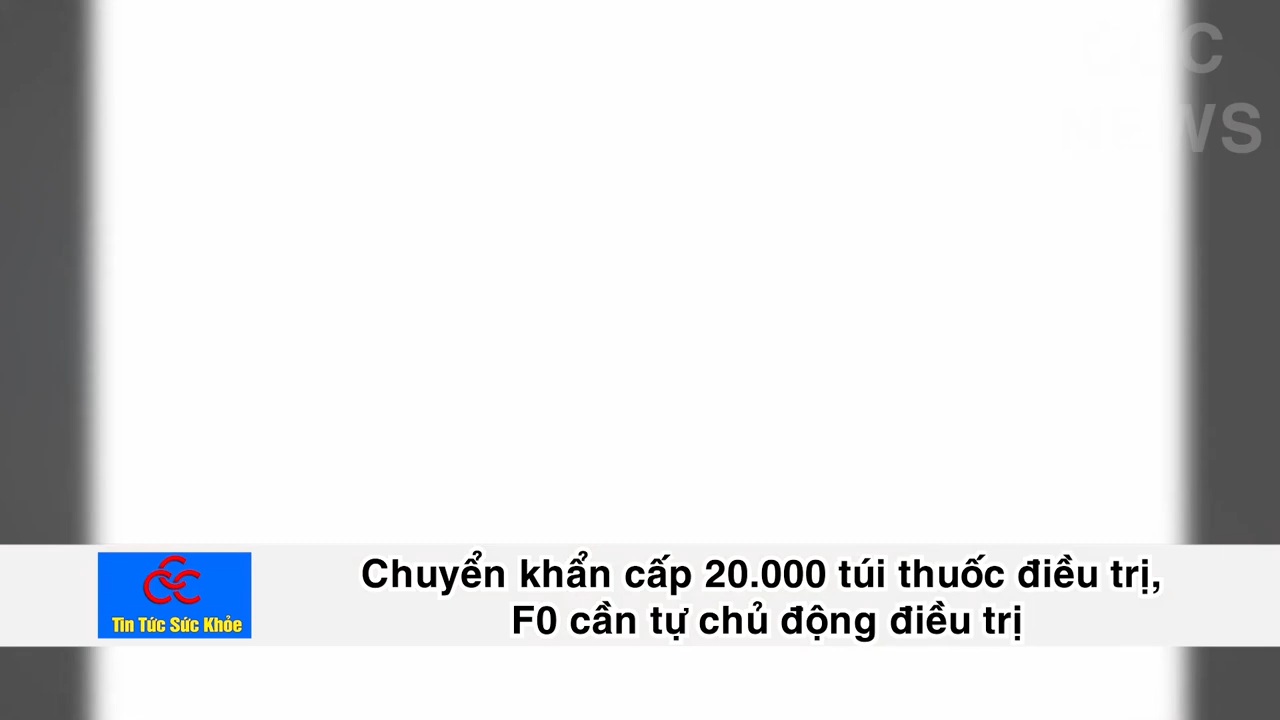 NEWS
Chuyển khẩn cấp 20.000 túi thuốc điều trị,
F0 cần tự chủ động điều trị
Tin Tức Sức Khỏe